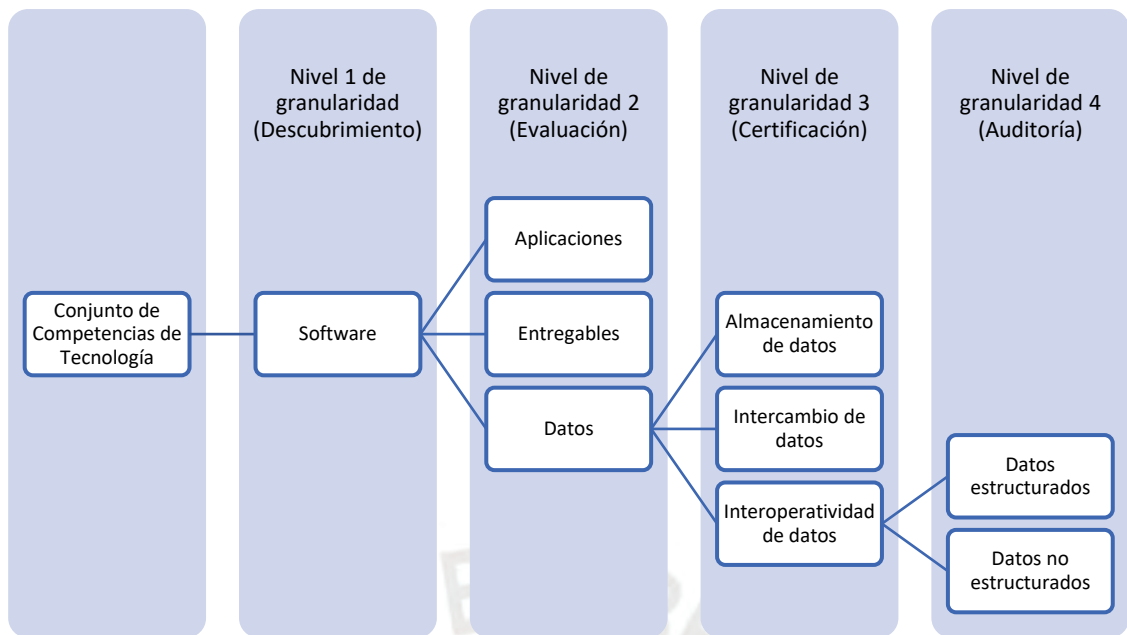 Nivel 1 de
granularidad
(Descubrimiento)
Nivel de
granularidad 2
(Evaluación)
Nivel de
granularidad 3
(Certificación)
Nivel de
granularidad 4
(Auditoría)
Conjunto de
Competencias de
Tecnología
Software
Aplicaciones
Entregables
Datos
Almacenamiento
de datos
Intercambio de
datos
Interoperatividad
de datos
Datos
estructurados
Datos no
estructurados